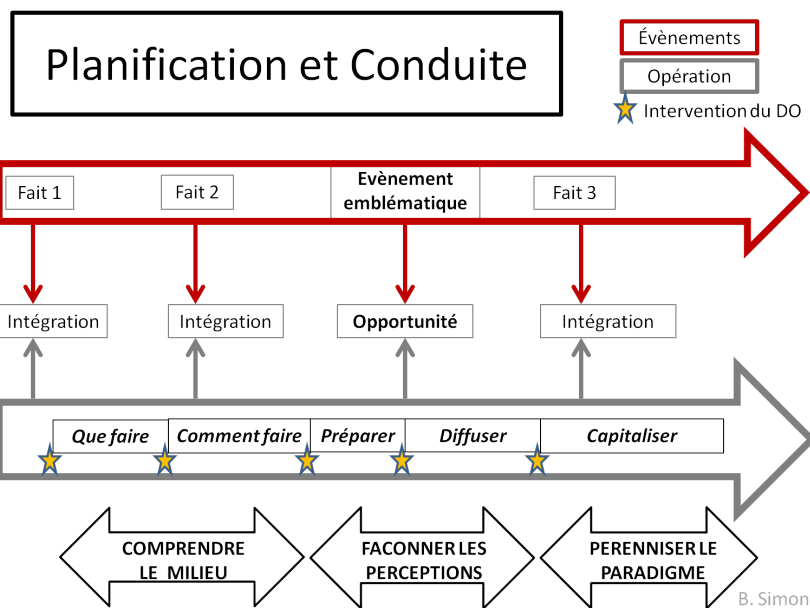 Planification et Conduite
Évènements
Opération
Intervention du DO
Fait 1
Fait 2
Evènement
emblématique
Fait 3
Intégration
Intégration
Opportunité
Intégration
Que faire
Comment faire
Préparer
Diffuser
Capitaliser
COMPRENDRE
LE MILIEU
FACONNER LES
PERCEPTIONS
PERENNISER LE
PARADIGME
B. Simon